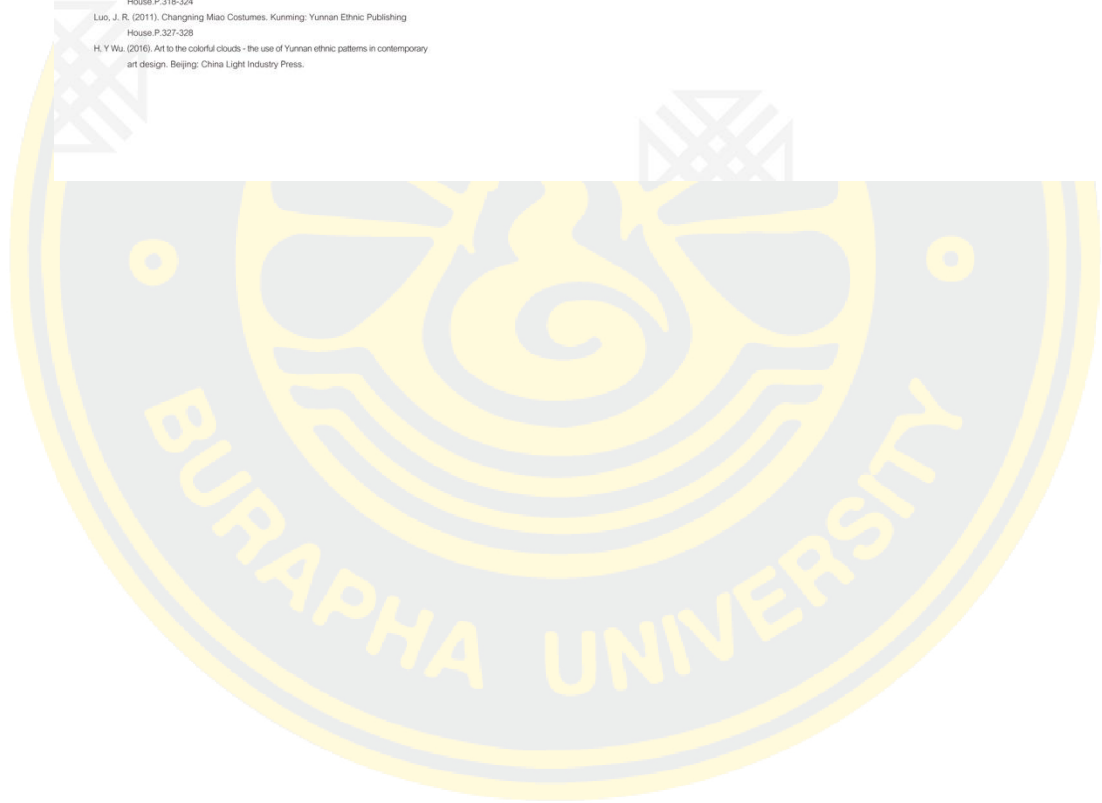 House.P.318-324
Luo, J. R. (2011). Changning Miao Costumes. Kunming: Yunnan Ethnic Publishing
House.P.327-328
H, Y Wu. (2016). Art to the colorful clouds - the use of Yunnan ethnic patterns in contemporary
art design. Beijing: China Light Industry Press.
BURAPHA UNIVERSITY